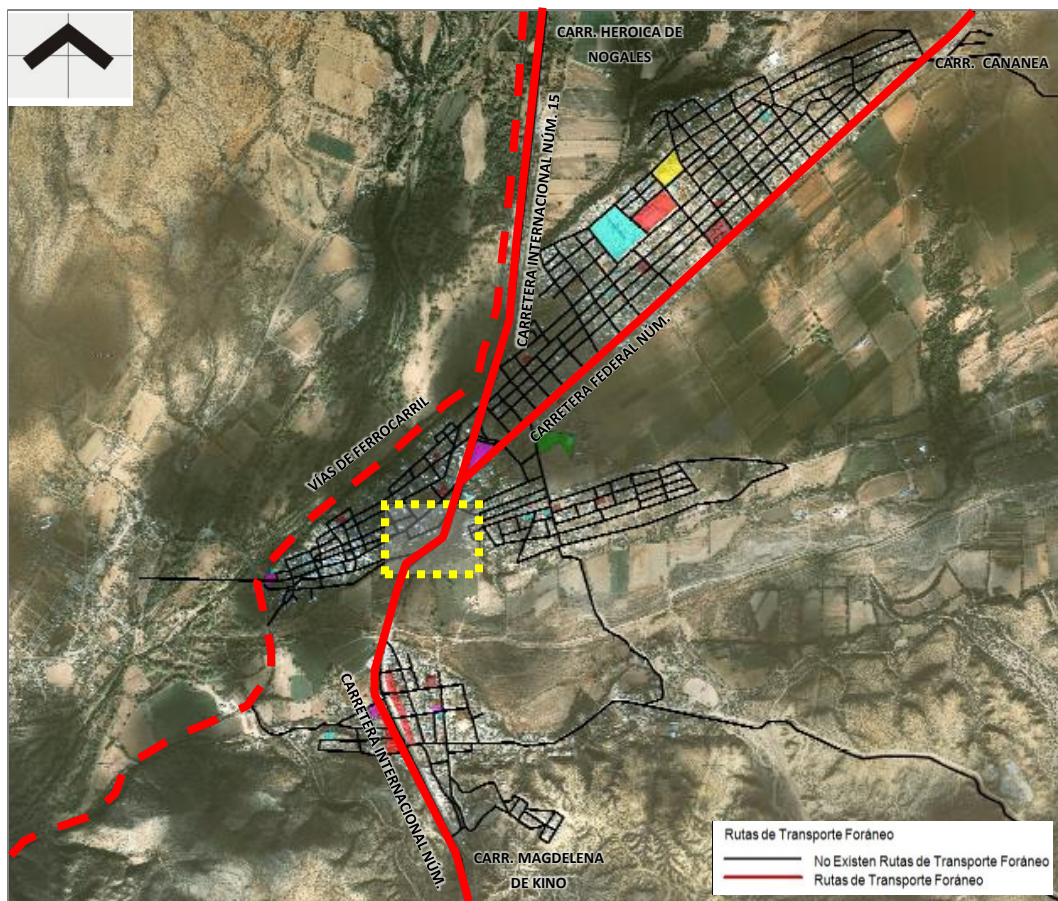 CARR. HEROICA DE
NOGALES
CARR. CANANEA
CARRETERA INTERNACIONAL NÚM. 15
CARRETERA FEDERAL NÚM.
VÍAS DE FERROCARRIL
CARRETERA INTERNACIONAL NÚM.
CARR. MAGDELENA
DE KINO
Rutas de Transporte Foráneo
No Existen Rutas de Transporte Foráneo
Rutas de Transporte Foráneo